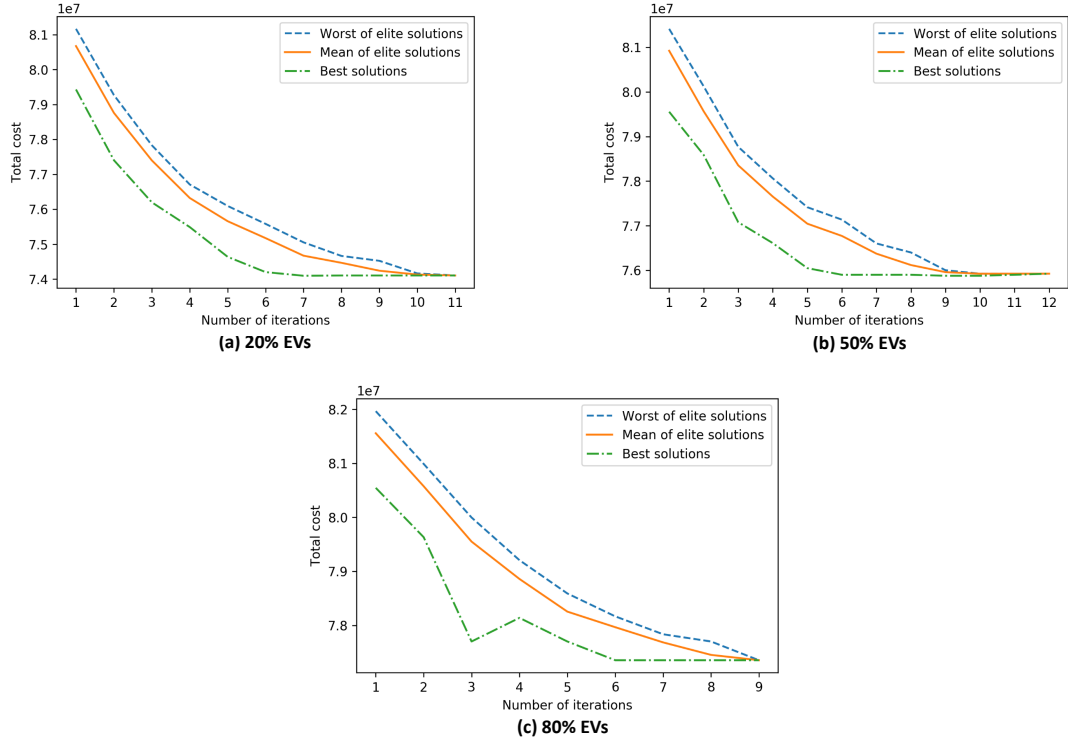 1e7
8.1
8.0
7.9
7.8
7.7
7.6
7.5
7.4
Total cost
Worst of elite solutions
Mean of elite solutions
Best solutions
1 2 3 4 5 6 7 8 9 10 11
Number of iterations
(a) 20% EVs
1e7
8.1
8.0
7.9
7.8
7.7
7.6
Total cost
Worst of elite solutions
Mean of elite solutions
Best solutions
1 2 3 4 5 6 7 8 9 10 11 12
Number of iterations
(b) 50% EVs
1e7
8.2
8.1
8.0
7.9
7.8
Total cost
Worst of elite solutions
Mean of elite solutions
Best solutions
1 2 3 4 5 6 7 8 9
Number of iterations
(c) 80% EVs